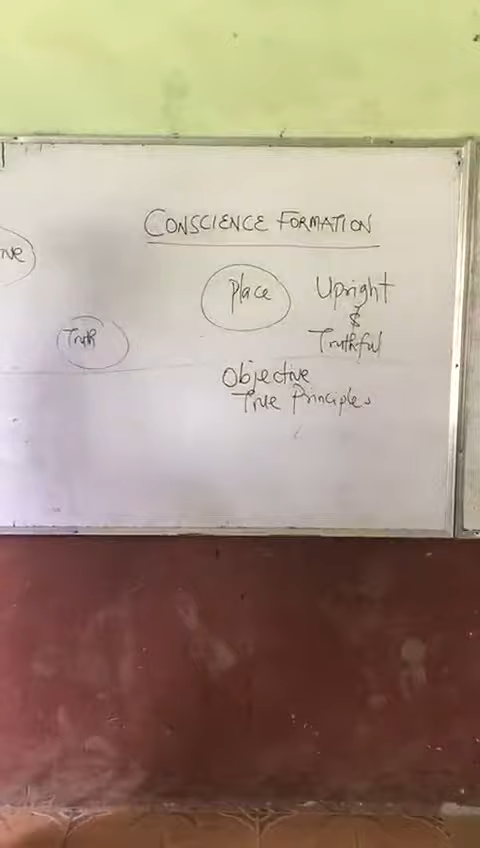 CONSCIENCE FORMATION
Place
Upright
&
Truthful
Truth
Objective
True Principles